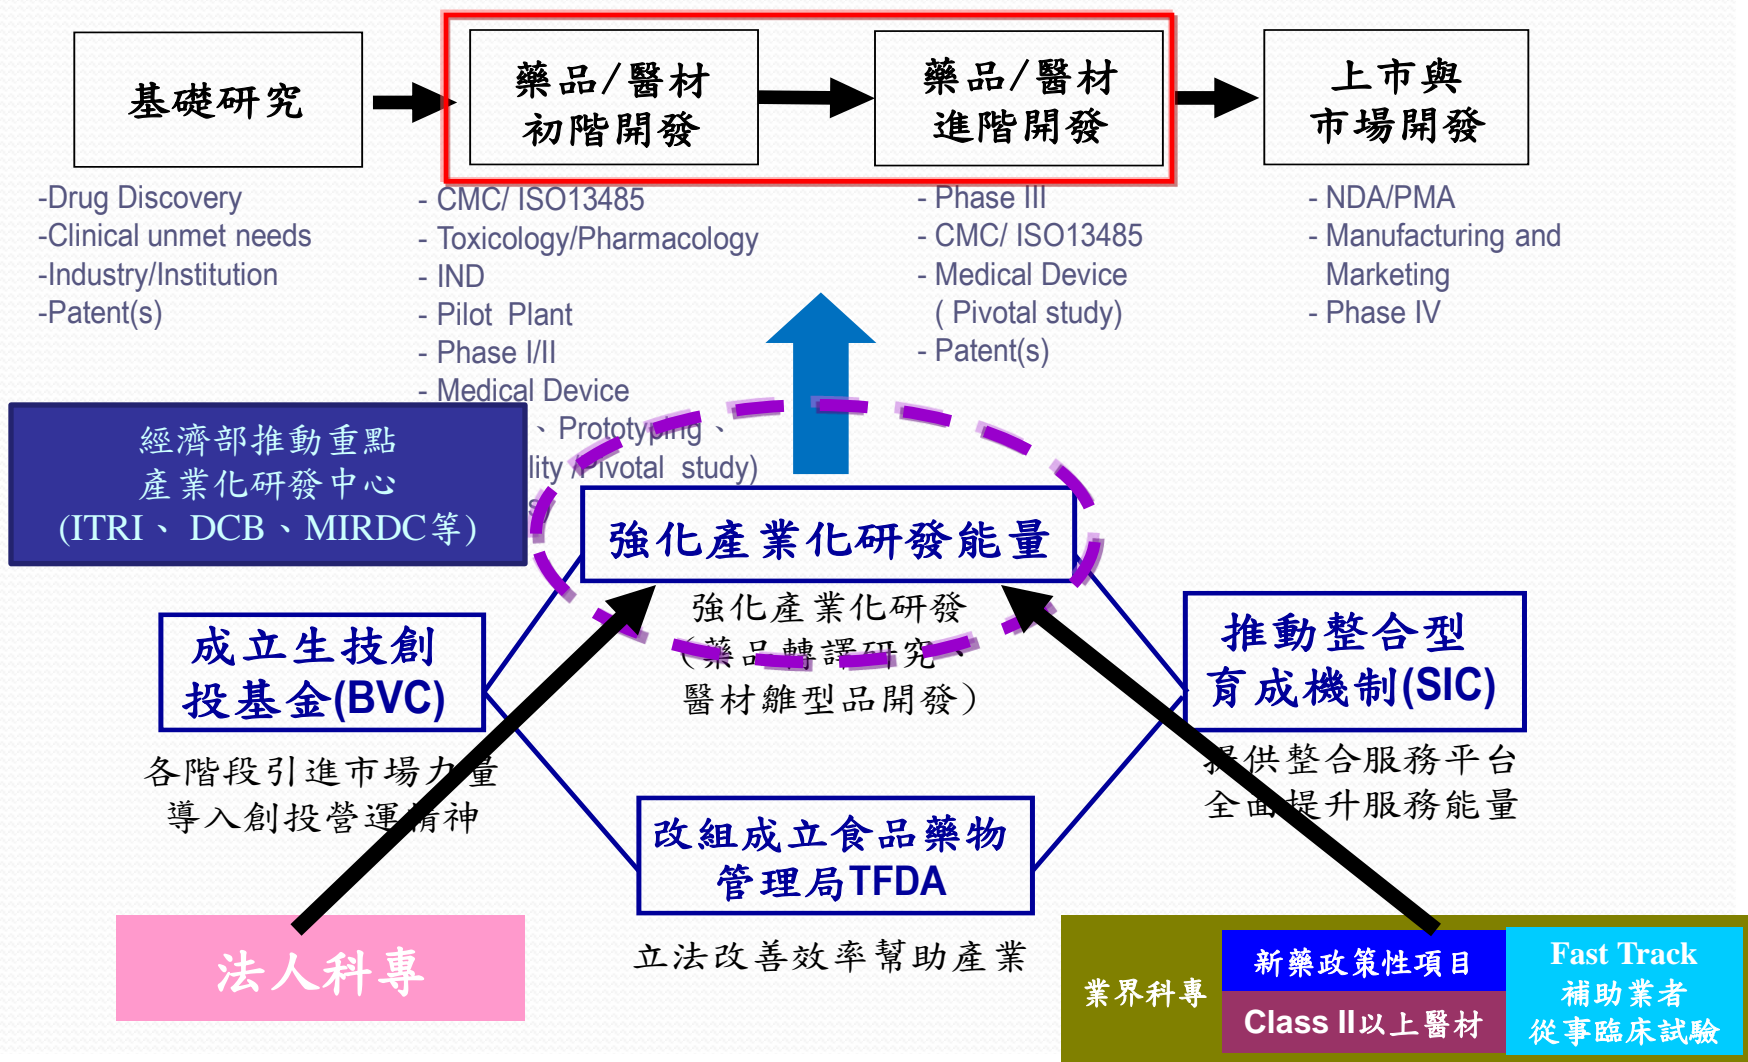 基礎研究
藥品/醫材
初階開發
藥品/醫材
進階開發
上市與
市場開發
-Drug Discovery
-Clinical unmet needs
-Industry/Institution
-Patent(s)
- CMC/ ISO13485
- Toxicology/Pharmacology
- IND
- Pilot Plant
- Phase I/II
- Medical Device
、Prototyping、
lity /Pivotal study)
s)
- Phase III
- CMC/ ISO13485
- Medical Device
( Pivotal study)
- Patent(s)
- NDA/PMA
- Manufacturing and
Marketing
- Phase IV
經濟部推動重點
產業化研發中心
(ITRI、 DCB、MIRDC等)
強化產業化研發能量
強化產業化研發
(藥品轉譯研究、
醫材雛型品開發)
成立生技創
投基金(BVC)
各階段引進市場力量
導入創投營運精神
推動整合型
育成機制(SIC)
提供整合服務平台
全面提升服務能量
改組成立食品藥物
管理局TFDA
立法改善效率幫助產業
法人科專
業界科專
新藥政策性項目
Class II以上醫材
Fast Track
補助業者
從事臨床試驗